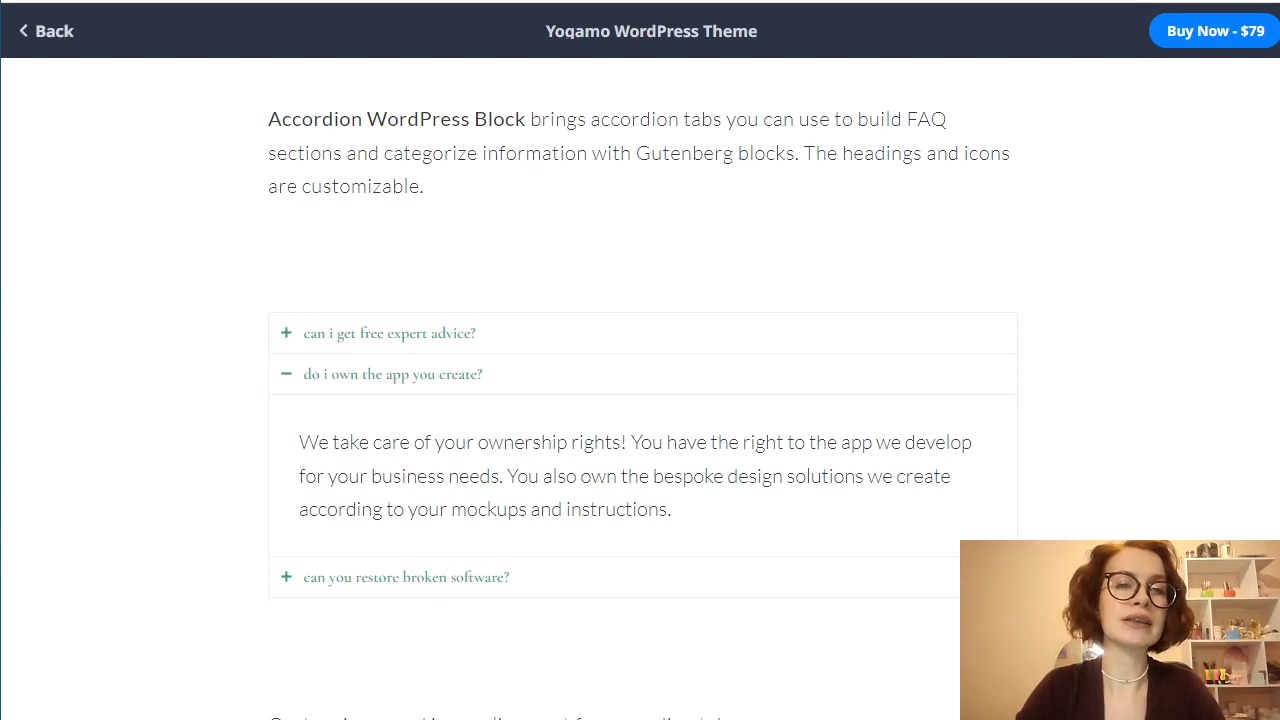 Back
Yogamo WordPress Theme
Buy Now - $79
Accordion WordPress Block brings accordion tabs you can use to build FAQ
sections and categorize information with Gutenberg blocks. The headings and icons
are customizable.
+ can i get free expert advice?
− do i own the app you create?
We take care of your ownership rights! You have the right to the app we develop
for your business needs. You also own the bespoke design solutions we create
according to your mockups and instructions.
+ can you restore broken software?